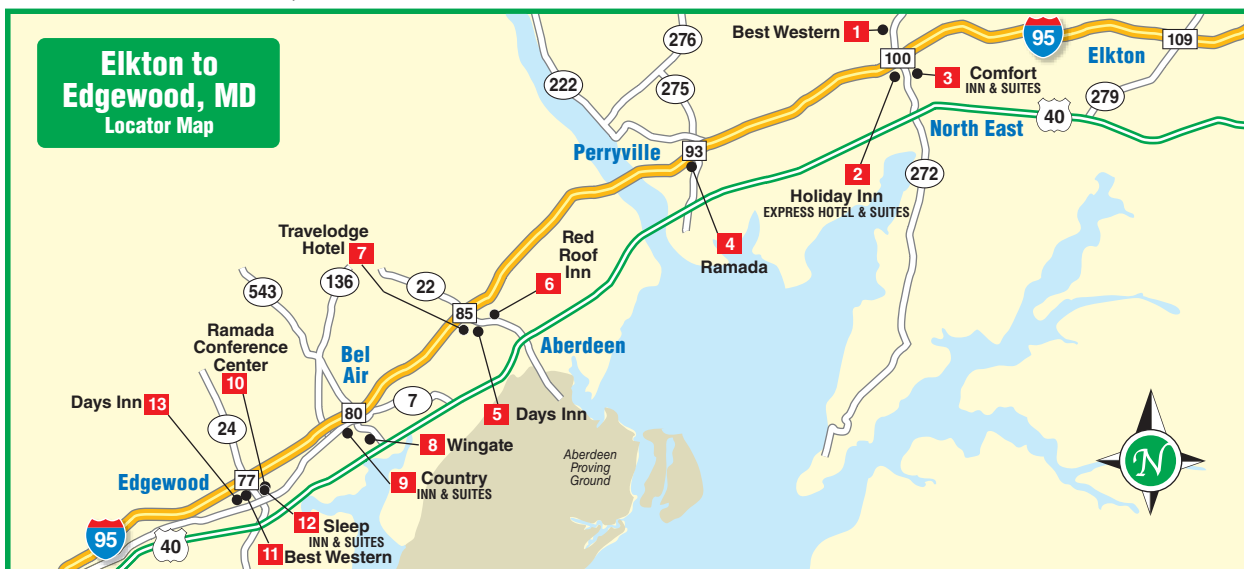 Elkton to
Edgewood, MD
Locator Map
276
Best Western 1
95
109
100
Elkton
222
275
3 Comfort
INN & SUITES
279
40
North East
Perryville
93
2
Holiday Inn
EXPRESS HOTEL & SUITES
272
Travelodge
Hotel 7
Red
Roof
Inn
6
4
Ramada
543
136
22
85
Ramada
Conference
Center
10
Bel
Air
Aberdeen
Days Inn 13
7
80
5 Days Inn
24
8 Wingate
Aberdeen
Proving
Ground
N
Edgewood
77
9 Country
INN & SUITES
12 Sleep
INN & SUITES
95
40
11 Best Western